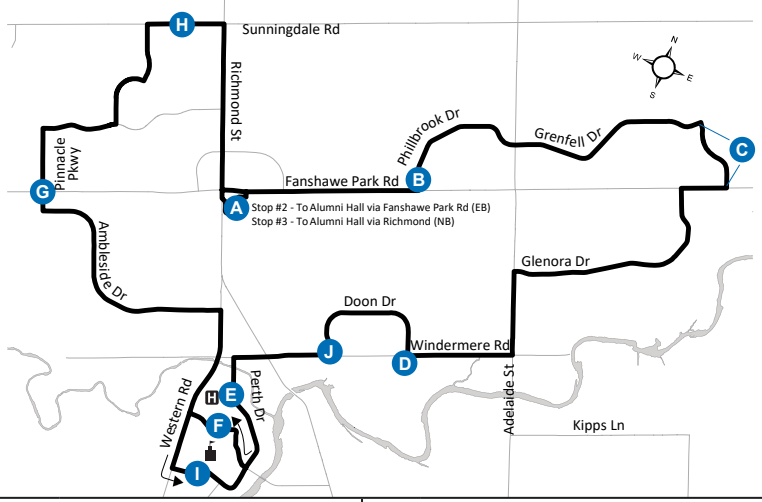 H
Sunningdale Rd
Richmond St
N
W
E
S
Phillbrook Dr
Grenfell Dr
C
Pinnacle
Pkwy
G
Fanshawe Park Rd
B
A
Stop #2 - To Alumni Hall via Fanshawe Park Rd (EB)
Stop #3 - To Alumni Hall via Richmond (NB)
Ambleside Dr
Glenora Dr
Doon Dr
J
D
Windermere Rd
Adelaide St
Western Rd
H
E
Perth Dr
F
Kipps Ln
I